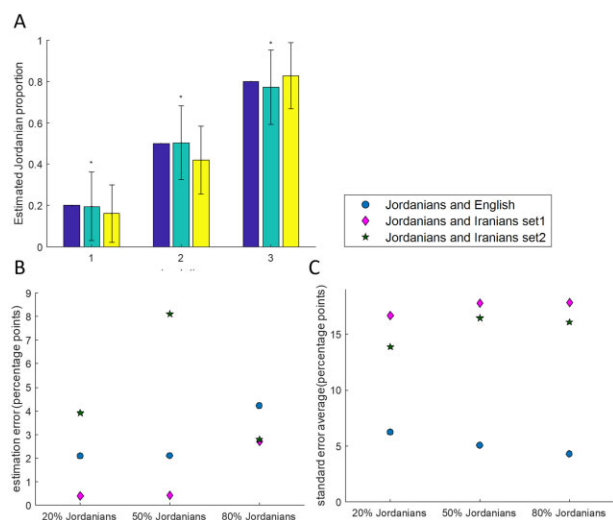 A
Estimated Jordanian proportion
1
0.8
0.6
0.4
0.2
0
1 2 3
Jordanians and English
Jordanians and Iranians set1
Jordanians and Iranians set2
B
estimation error (percentage points)
9
8
7
6
5
4
3
2
1
0
20% Jordanians 50% Jordanians 80% Jordanians
C
standard error average(percentage points)
15
10
5
0
20% Jordanians 50% Jordanians 80% Jordanians